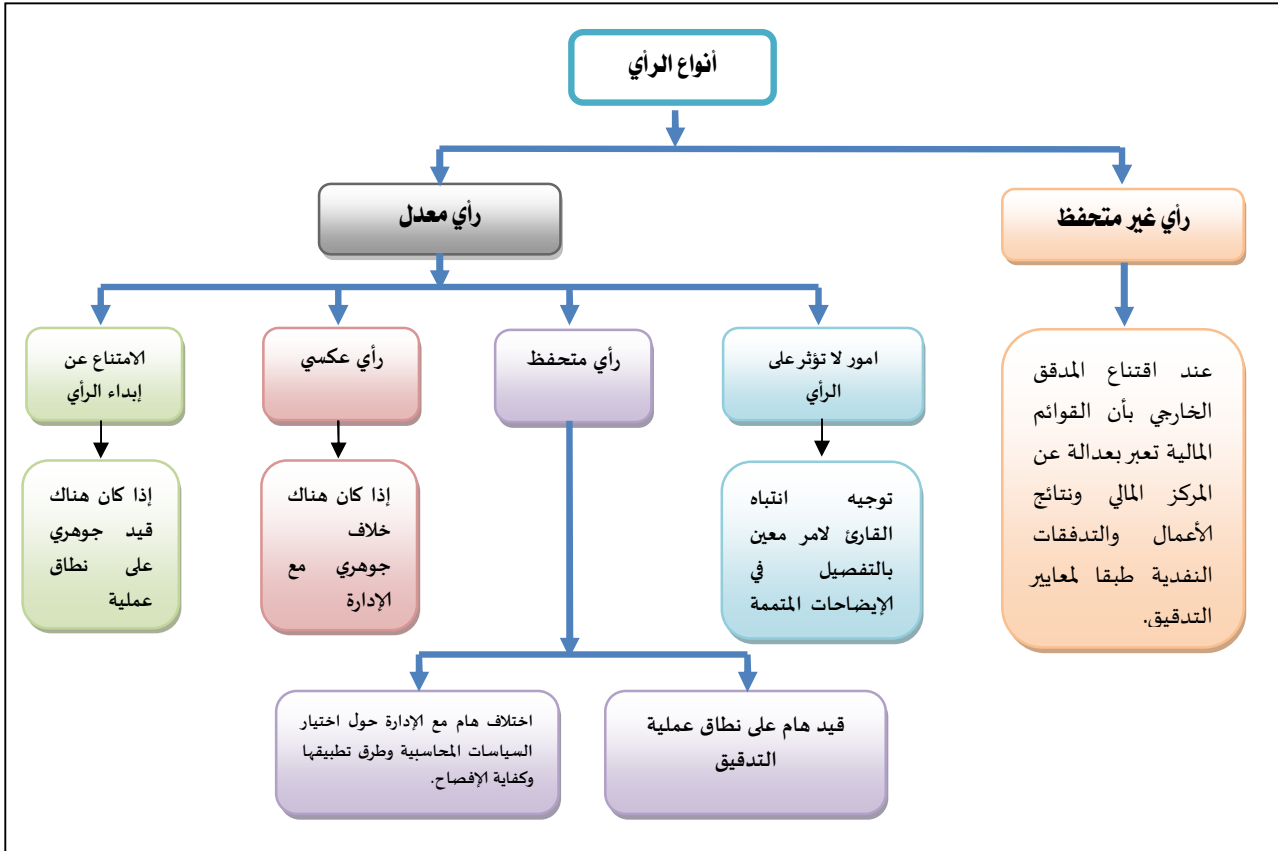 أنواع الرأي
رأي غير متحفظ
رأي معدل
امور لا تؤثر على
الرأي
رأي متحفظ
رأي عكسي
الامتناع عن
إبداء الرأي
عند اقتناع المدقق
الخارجي بأن القوائم
المالية تعبر بعدالة عن
المركز المالي ونتائج
الأعمال والتدفقات
النقدية طبقا لمعايير
التدقيق.
توجيه انتباه
القارئ لامر معين
بالتفصيل في
الإيضاحات المتممة
إذا كان هناك
خلاف
جوهري مع
الإدارة
إذا كان هناك
قيد جوهري
على نطاق
عملية
قيد هام على نطاق عملية
التدقيق
اختلاف هام مع الإدارة حول اختيار
السياسات المحاسبية وطرق تطبيقها
وكفاية الإفصاح.